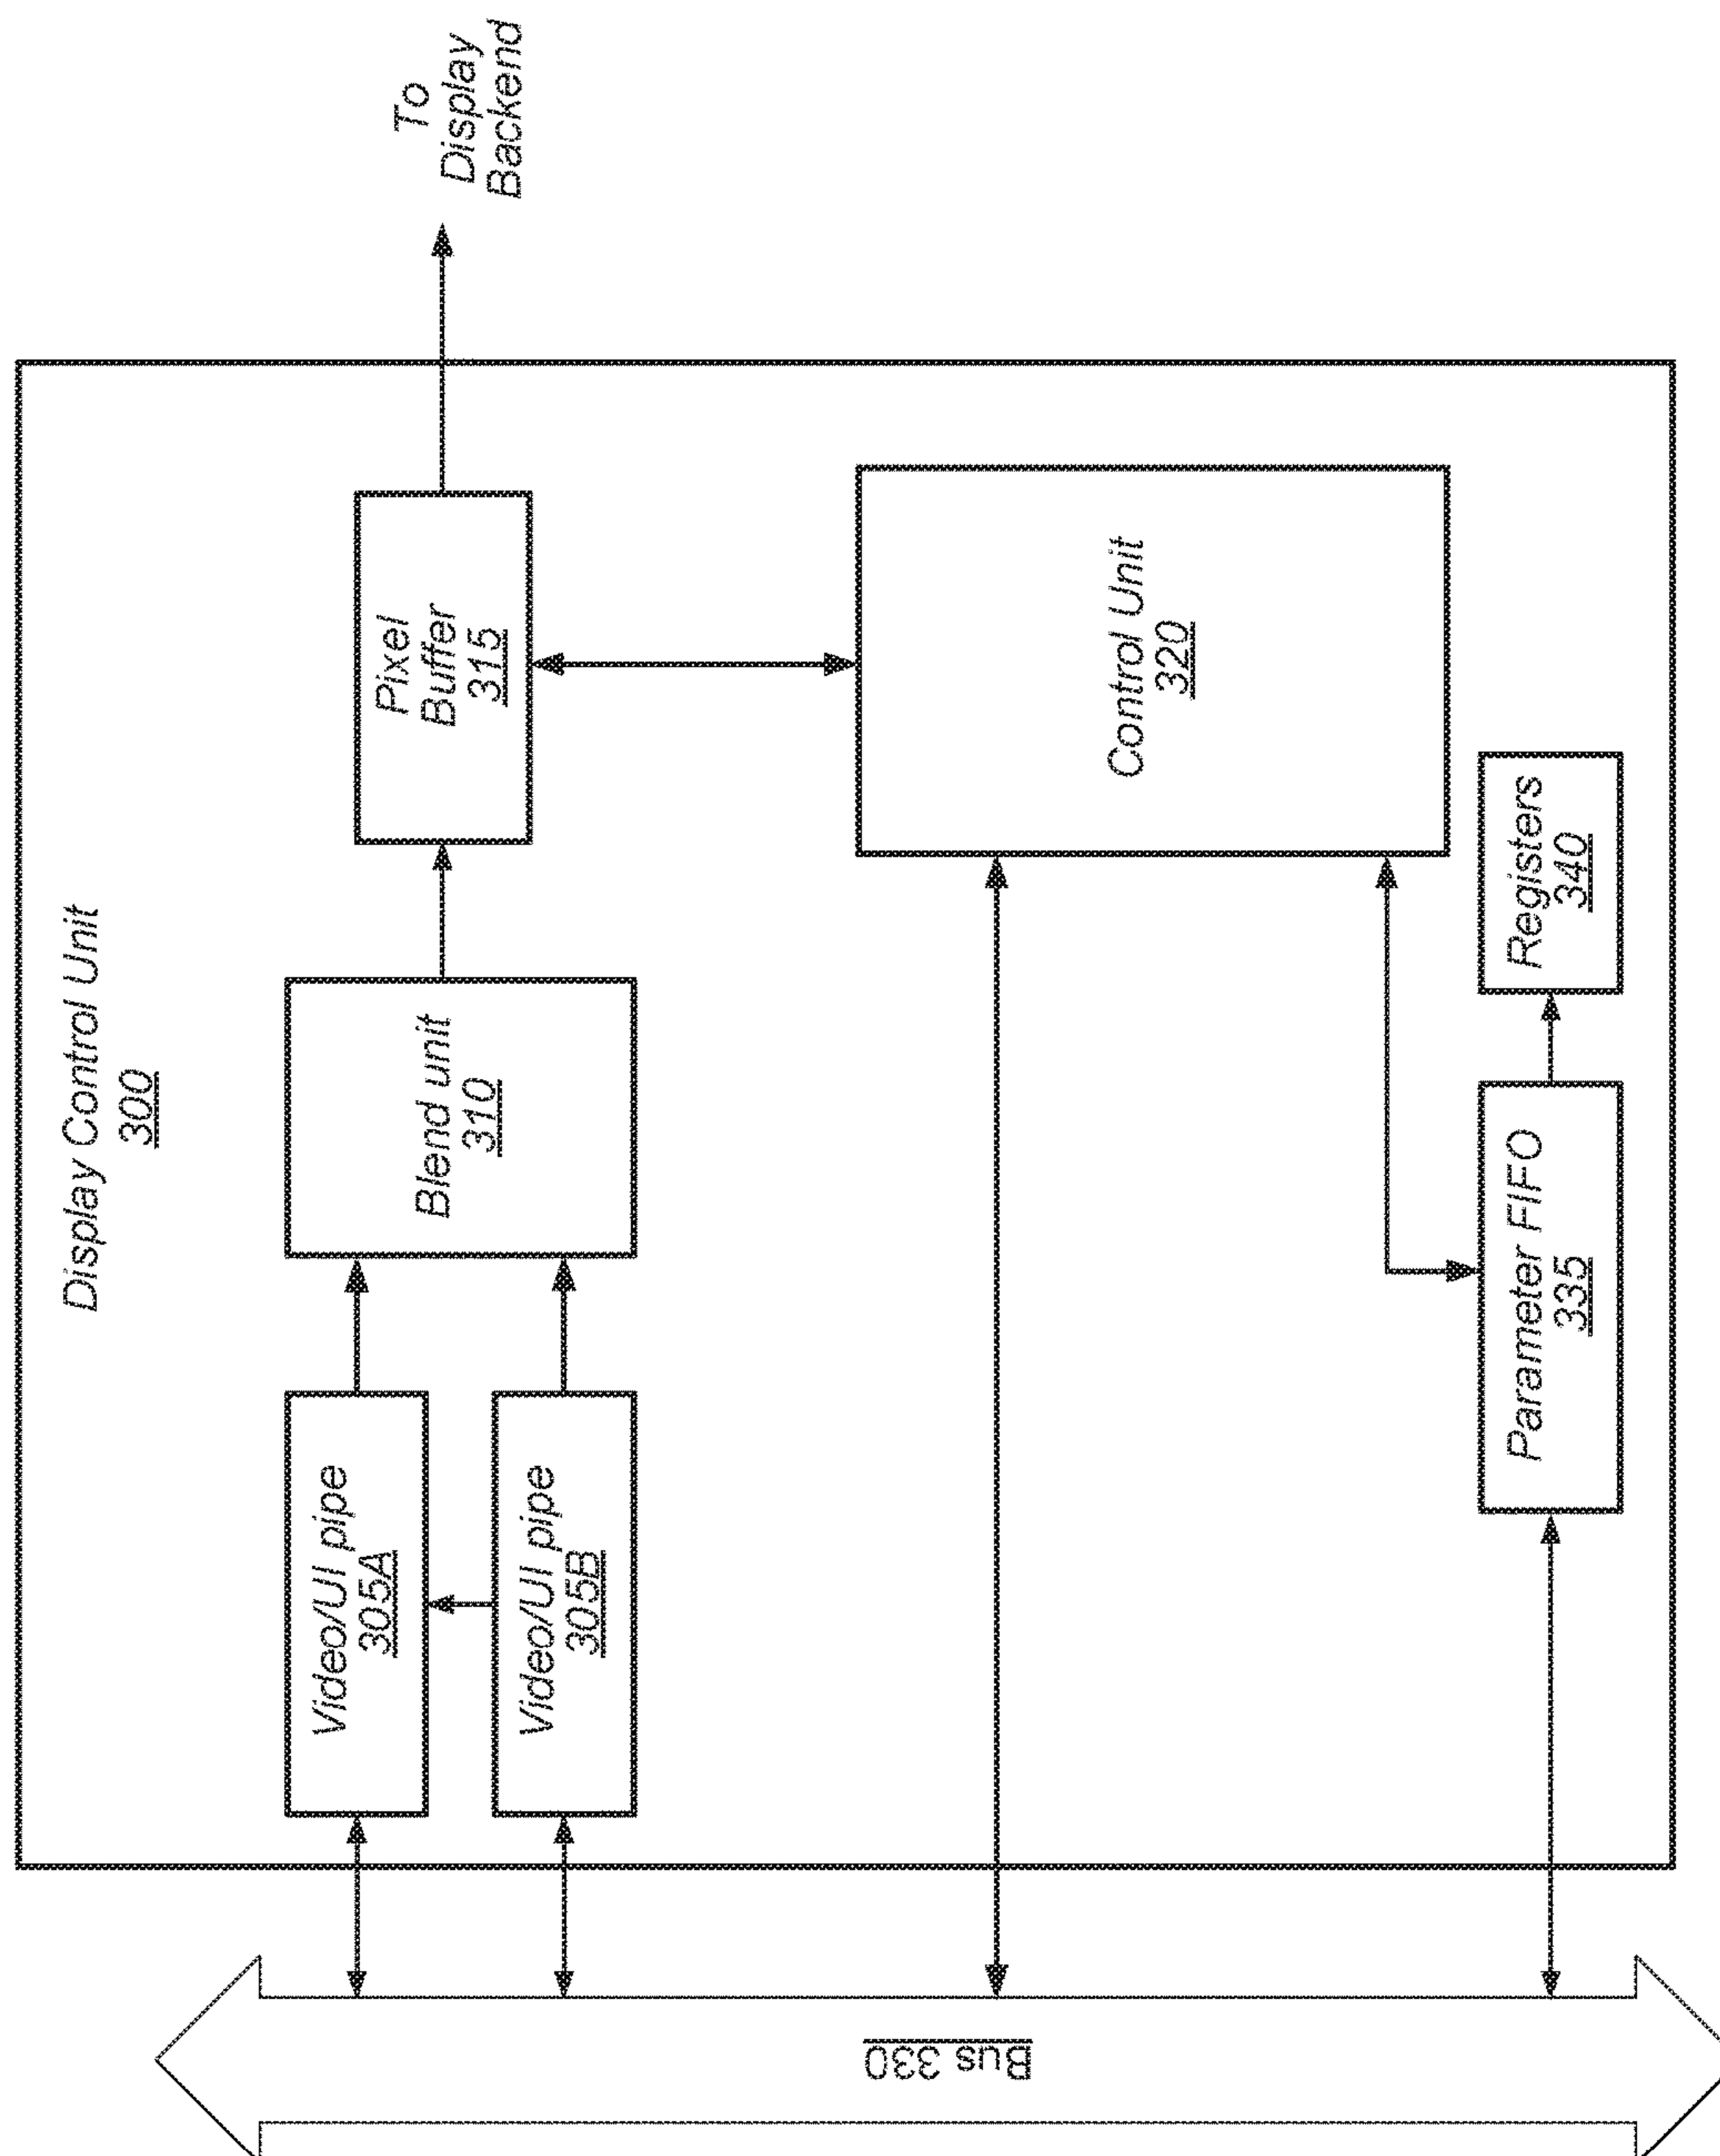 Display Control Unit
300
Video/UI pipe
305A
Video/UI pipe
305B
Blend unit
310
Pixel
Buffer
315
To
Display
Backend
Control Unit
320
Parameter FIFO
335
Registers
340
Bus 330